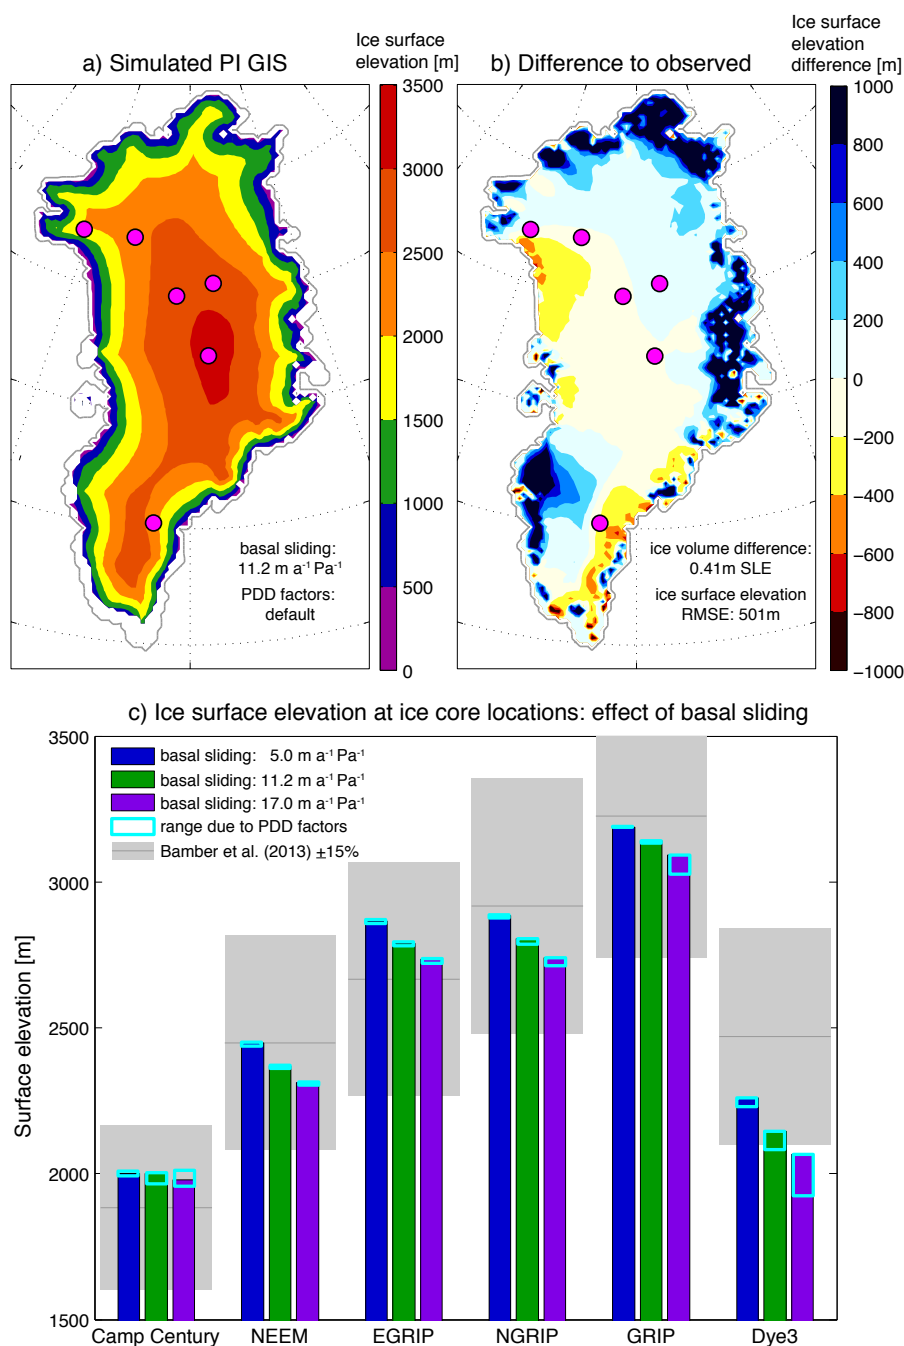 Ice surface
elevation [m]
a) Simulated PI GIS
3500
3000
2500
2000
1500
1000
500
0
basal sliding:
11.2 m a⁻¹ Pa⁻¹
PDD factors:
default
Ice surface
elevation
difference [m]
b) Difference to observed
1000
800
600
400
200
0
−200
−400
−600
−800
−1000
ice volume difference:
0.41m SLE
ice surface elevation
RMSE: 501m
c) Ice surface elevation at ice core locations: effect of basal sliding
basal sliding: 5.0 m a⁻¹ Pa⁻¹
basal sliding: 11.2 m a⁻¹ Pa⁻¹
basal sliding: 17.0 m a⁻¹ Pa⁻¹
range due to PDD factors
Bamber et al. (2013) ±15%
Surface elevation [m]
3500
3000
2500
2000
1500
Camp Century NEEM EGRIP NGRIP GRIP Dye3